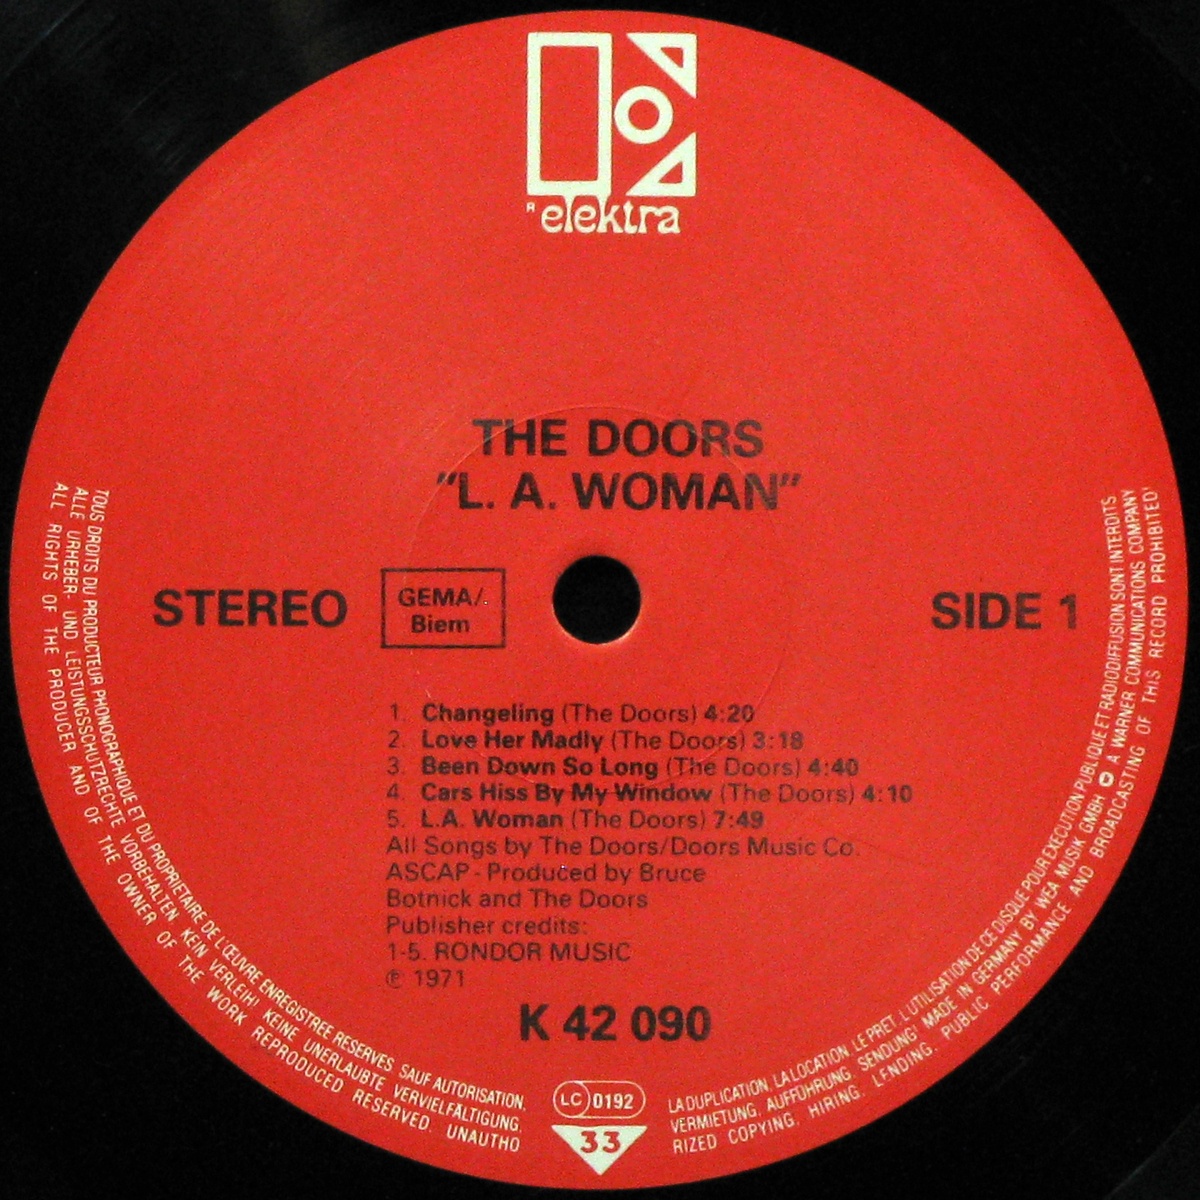 R elektra
THE DOORS
"L. A. WOMAN"
STEREO
GEMA/
Biem
SIDE 1
1. Changeling (The Doors) 4:20
2. Love Her Madly (The Doors) 3:18
3. Been Down So Long (The Doors) 4:40
4. Cars Hiss By My Window (The Doors) 4:10
5. L.A. Woman (The Doors) 7:49
All Songs by The Doors/Doors Music Co.
ASCAP - Produced by Bruce
Botnick and The Doors
Publisher credits:
1-5. RONDOR MUSIC
℗ 1971
K 42 090
LC 0192
33
TOUS DROITS DU PRODUCTEUR PHONOGRAPHIQUE ET DU PROPRIETAIRE DE L'ŒUVRE ENREGISTREE RESERVES. SAUF AUTORISATION, LA DUPLICATION, LA LOCATION, LE PRET, L'UTILISATION DE CE DISQUE POUR EXECUTION PUBLIQUE ET RADIODIFFUSION SONT INTERDITS
ALLE URHEBER- UND LEISTUNGSSCHUTZRECHTE VORBEHALTEN. KEIN VERLEIH! KEINE UNERLAUBTE VERVIELFÄLTIGUNG, VERMIETUNG, AUFFÜHRUNG, SENDUNG! MADE IN GERMANY BY WEA MUSIK GMBH A WARNER COMMUNICATIONS COMPANY
ALL RIGHTS OF THE PRODUCER AND OF THE OWNER OF THE WORK REPRODUCED RESERVED. UNAUTHORIZED COPYING, HIRING, LENDING, PUBLIC PERFORMANCE AND BROADCASTING OF THIS RECORD PROHIBITED!